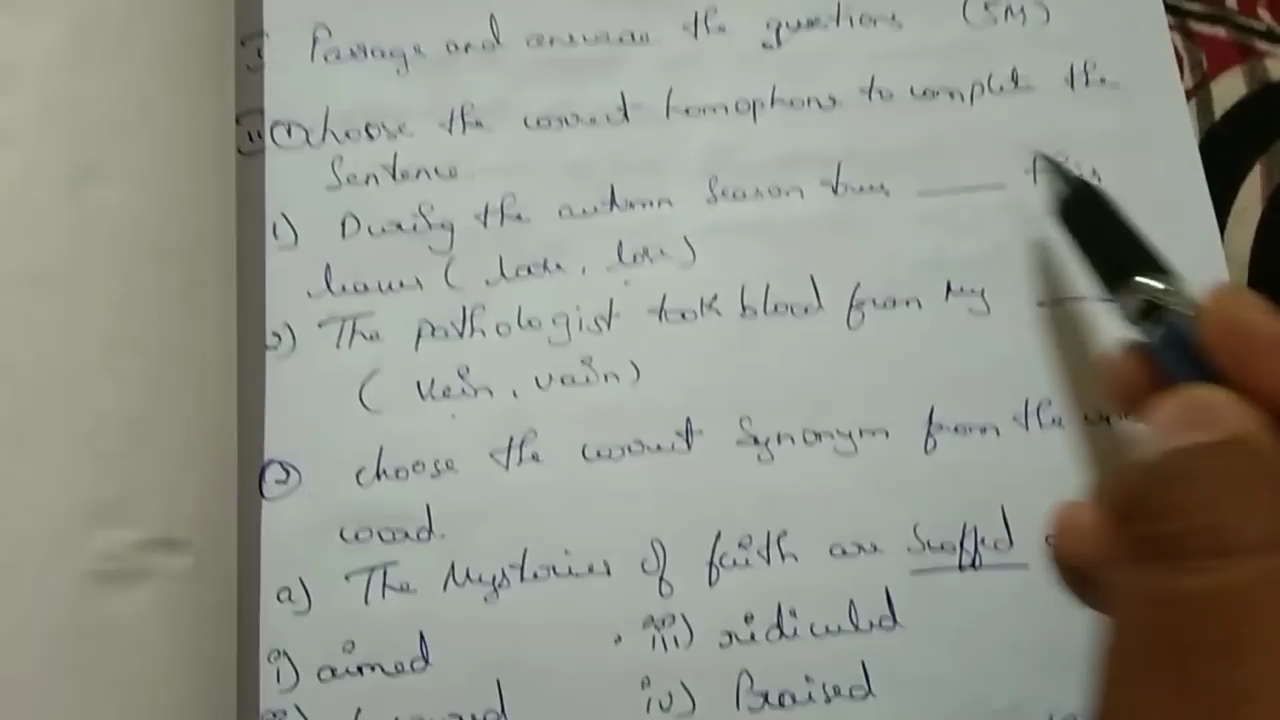 I Passage and answer the questions (5M)
II ① choose the correct homophone to complete the
Sentence.
1) During the autumn Season trees ____
leaves ( loose, lose )
2) The pathologist took blood from my ____
( Vein, vain )
② choose the correct Synonym from the
word.
a) The Mysteries of faith are Scoffed
i) aimed iii) ridiculed
iv) Praised